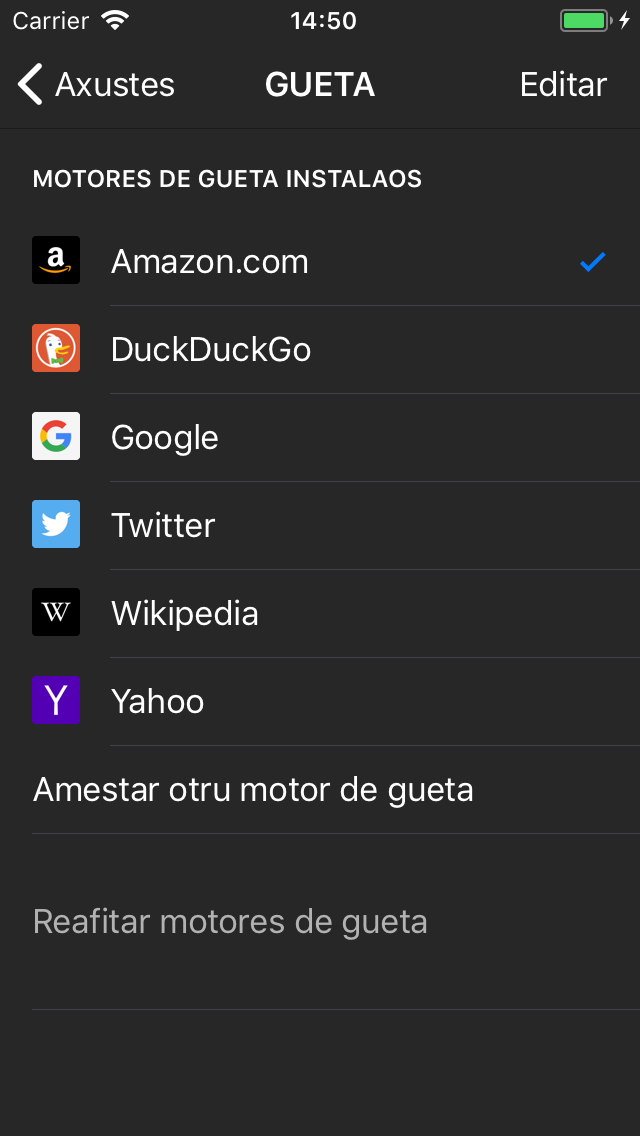 Carrier 14:50
Axustes GUETA Editar
MOTORES DE GUETA INSTALAOS
a Amazon.com
DuckDuckGo
G Google
Twitter
W Wikipedia
Y Yahoo
Amestar otru motor de gueta
Reafitar motores de gueta